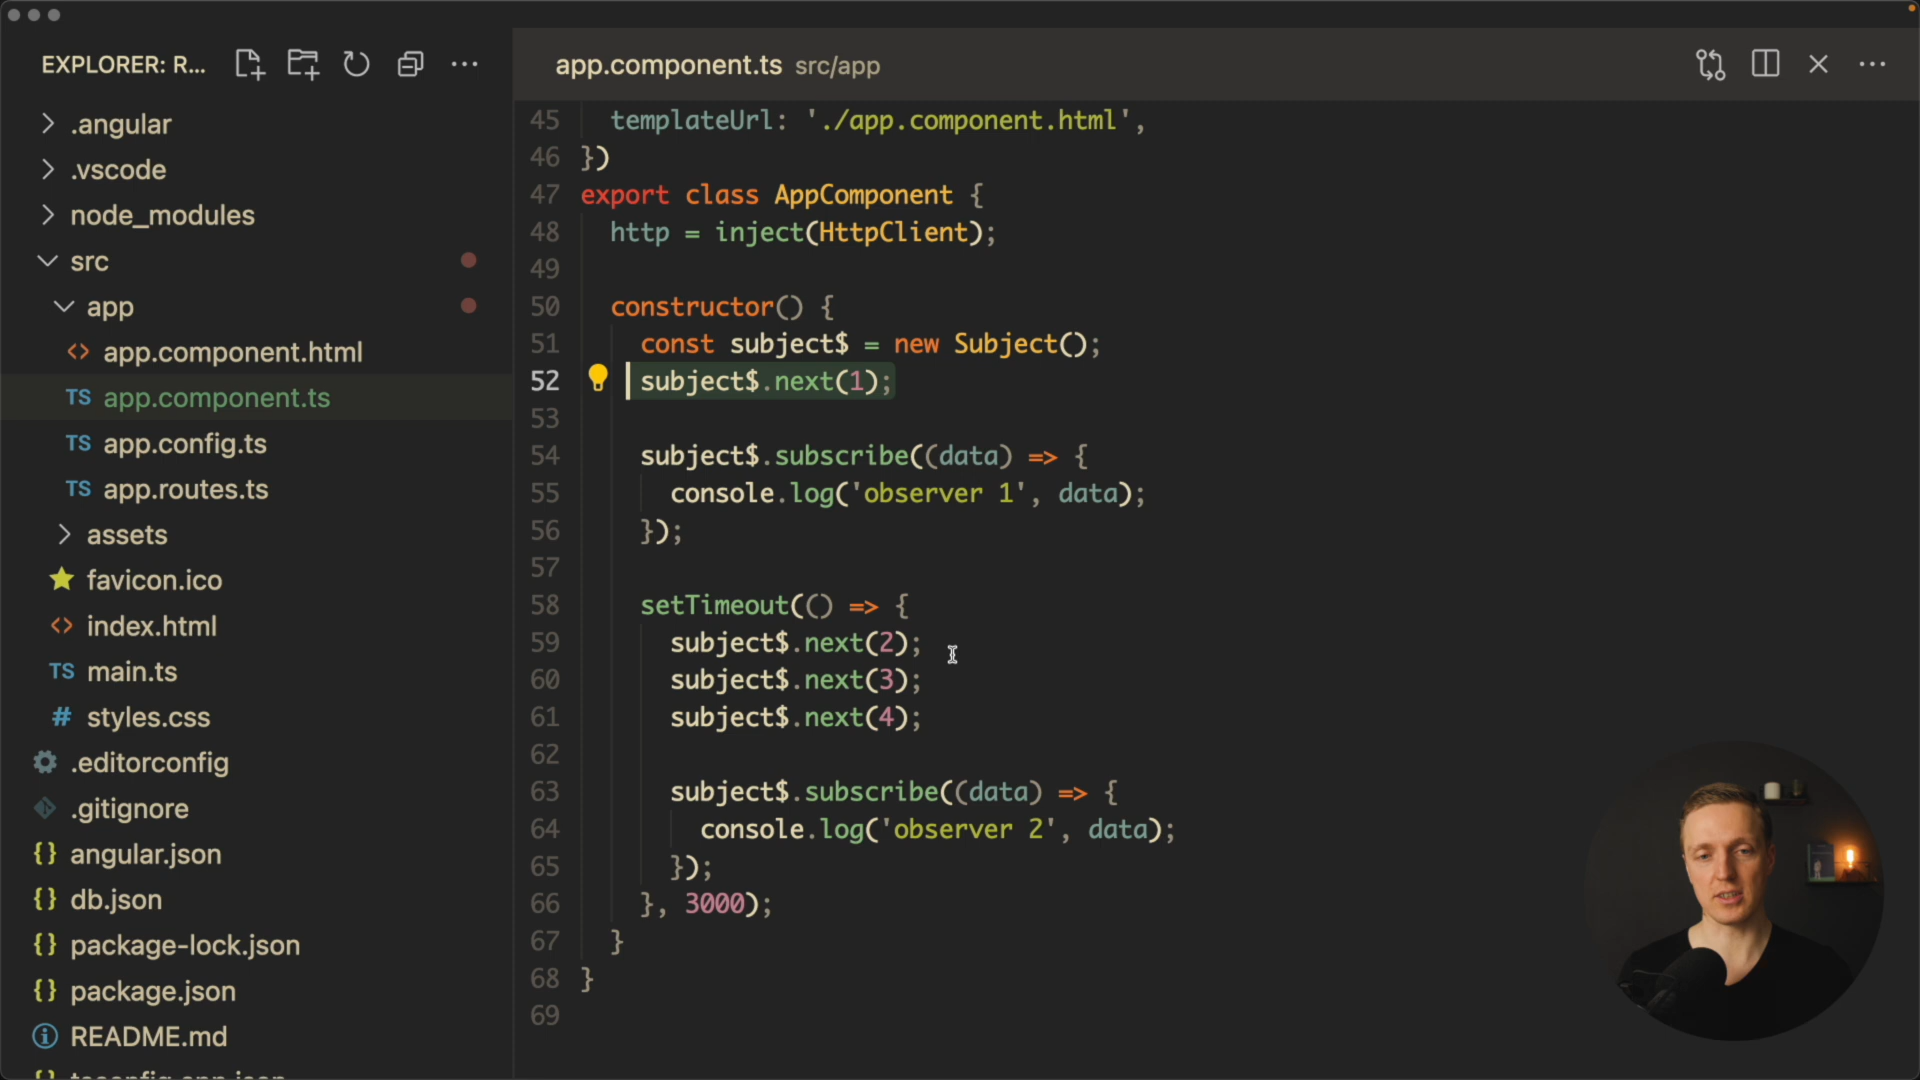 EXPLORER: R...
.angular
.vscode
node_modules
src
app
app.component.html
TS app.component.ts
TS app.config.ts
TS app.routes.ts
assets
favicon.ico
index.html
TS main.ts
# styles.css
.editorconfig
.gitignore
{} angular.json
{} db.json
{} package-lock.json
{} package.json
README.md
{} tsconfig.app.json
app.component.ts src/app
45 templateUrl: './app.component.html',
46 })
47 export class AppComponent {
48 http = inject(HttpClient);
49
50 constructor() {
51 const subject$ = new Subject();
52 subject$.next(1);
53
54 subject$.subscribe((data) => {
55 console.log('observer 1', data);
56 });
57
58 setTimeout(() => {
59 subject$.next(2);
60 subject$.next(3);
61 subject$.next(4);
62
63 subject$.subscribe((data) => {
64 console.log('observer 2', data);
65 });
66 }, 3000);
67 }
68 }
69